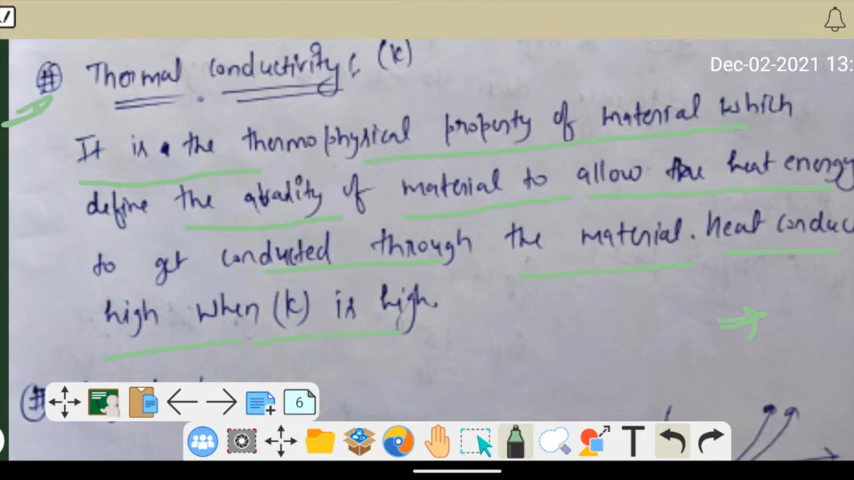 Dec-02-2021 13:
# Thermal conductivity: (K)
It is the thermophysical property of material which
define the ability of material to allow the heat energy
to get conducted through the material. heat conduc
high when (K) is high.
#
6
T